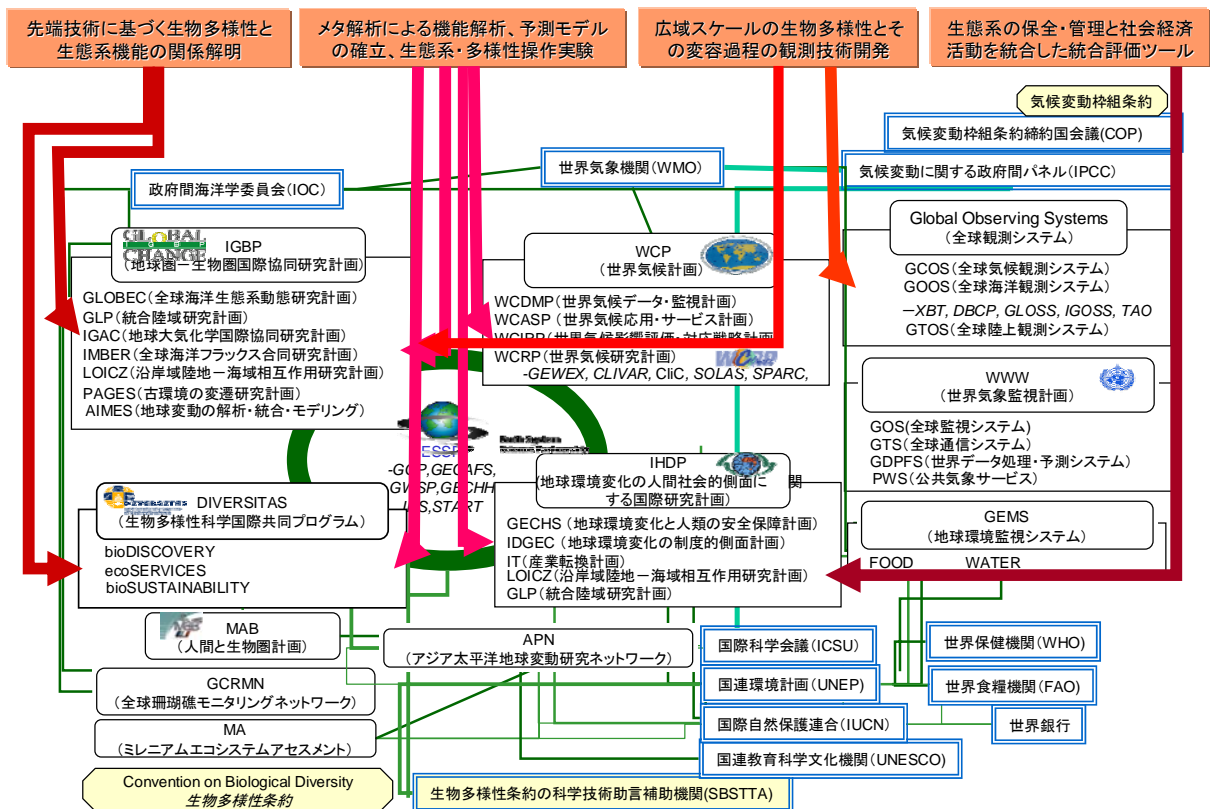 先端技術に基づく生物多様性と
生態系機能の関係解明
メタ解析による機能解析、予測モデル
の確立、生態系・多様性操作実験
広域スケールの生物多様性とそ
の変容過程の観測技術開発
生態系の保全・管理と社会経済
活動を統合した統合評価ツール
気候変動枠組条約
気候変動枠組条約締約国会議(COP)
世界気象機関(WMO)
気候変動に関する政府間パネル(IPCC)
政府間海洋学委員会(IOC)
GLOBAL
IGBP
CHANGE
IGBP
(地球圏－生物圏国際協同研究計画)
GLOBEC(全球海洋生態系動態研究計画)
GLP(統合陸域研究計画)
IGAC(地球大気化学国際協同研究計画)
IMBER(全球海洋フラックス合同研究計画)
LOICZ(沿岸域陸地－海域相互作用研究計画)
PAGES(古環境の変遷研究計画)
AIMES(地球変動の解析・統合・モデリング)
WCP
(世界気候計画)
WCDMP(世界気候データ・監視計画)
WCASP(世界気候応用・サービス計画)
WCIRP(世界気候影響評価・対応戦略計画)
WCRP(世界気候研究計画)
WCRP
-GEWEX, CLIVAR, CliC, SOLAS, SPARC,
Global Observing Systems
(全球観測システム)
GCOS(全球気候観測システム)
GOOS(全球海洋観測システム)
－XBT, DBCP, GLOSS, IGOSS, TAO
GTOS(全球陸上観測システム)
WWW
(世界気象監視計画)
GOS(全球監視システム)
GTS(全球通信システム)
GDPFS(世界データ処理・予測システム)
PWS(公共気象サービス)
ESSP
-GCP,GECAFS,
GWSP,GECHH
START
DIVERSITAS
(生物多様性科学国際共同プログラム)
bioDISCOVERY
ecoSERVICES
bioSUSTAINABILITY
IHDP
(地球環境変化の人間社会的側面に 関
する国際研究計画)
GECHS (地球環境変化と人類の安全保障計画)
IDGEC (地球環境変化の制度的側面計画)
IT(産業転換計画)
LOICZ(沿岸域陸地－海域相互作用研究計画)
GLP(統合陸域研究計画)
GEMS
(地球環境監視システム)
FOOD WATER
MAB
(人間と生物圏計画)
APN
(アジア太平洋地球変動研究ネットワーク)
国際科学会議(ICSU)
世界保健機関(WHO)
GCRMN
(全球珊瑚礁モニタリングネットワーク)
国連環境計画(UNEP)
世界食糧機関(FAO)
MA
(ミレニアムエコシステムアセスメント)
国際自然保護連合(IUCN)
世界銀行
国連教育科学文化機関(UNESCO)
Convention on Biological Diversity
生物多様性条約
生物多様性条約の科学技術助言補助機関(SBSTTA)